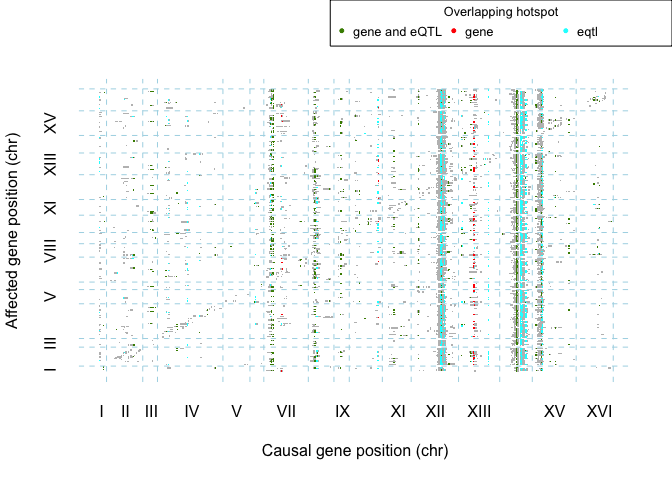 Overlapping hotspot
gene and eQTL gene eqtl
Affected gene position (chr)
XV
XIII
XI
VIII
V
III
I
I II III IV V VII IX XI XII XIII XV XVI
Causal gene position (chr)